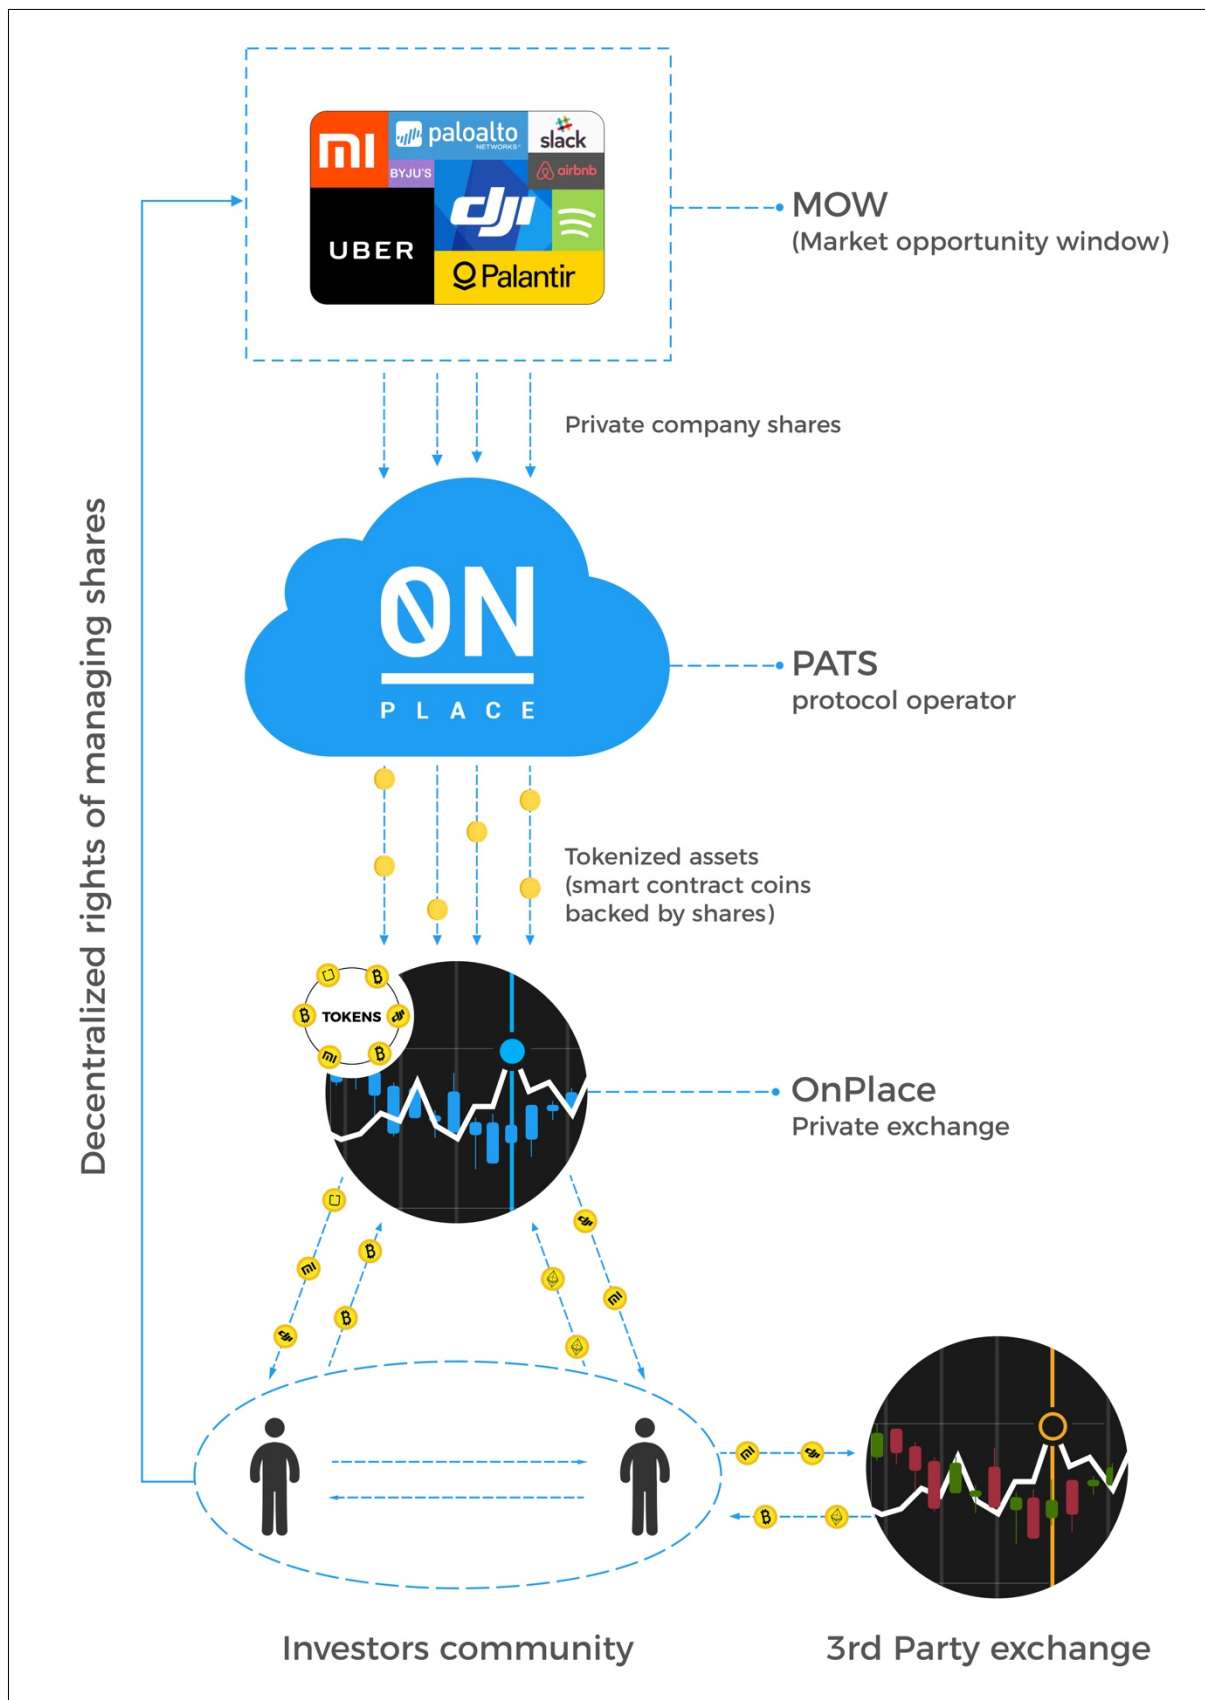 mi
paloalto
NETWORKS
slack
BYJU'S
airbnb
dji
UBER
Palantir
MOW
(Market opportunity window)
Private company shares
Decentralized rights of managing shares
ON
PLACE
PATS
protocol operator
Tokenized assets
(smart contract coins
backed by shares)
TOKENS
OnPlace
Private exchange
Investors community
3rd Party exchange